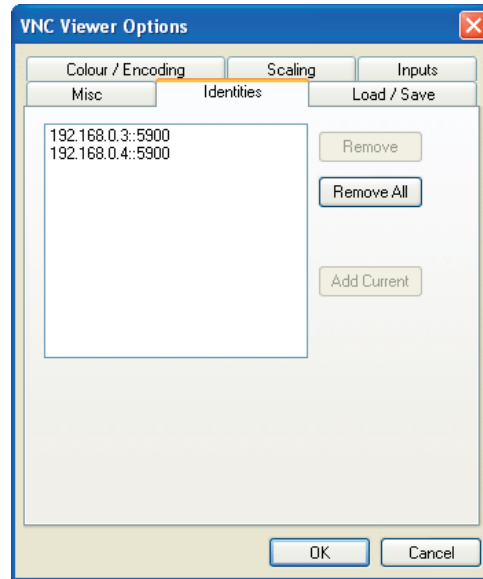 VNC Viewer Options
Colour / Encoding Scaling Inputs
Misc Identities Load / Save
192.168.0.3::5900
192.168.0.4::5900
Remove
Remove All
Add Current
OK Cancel